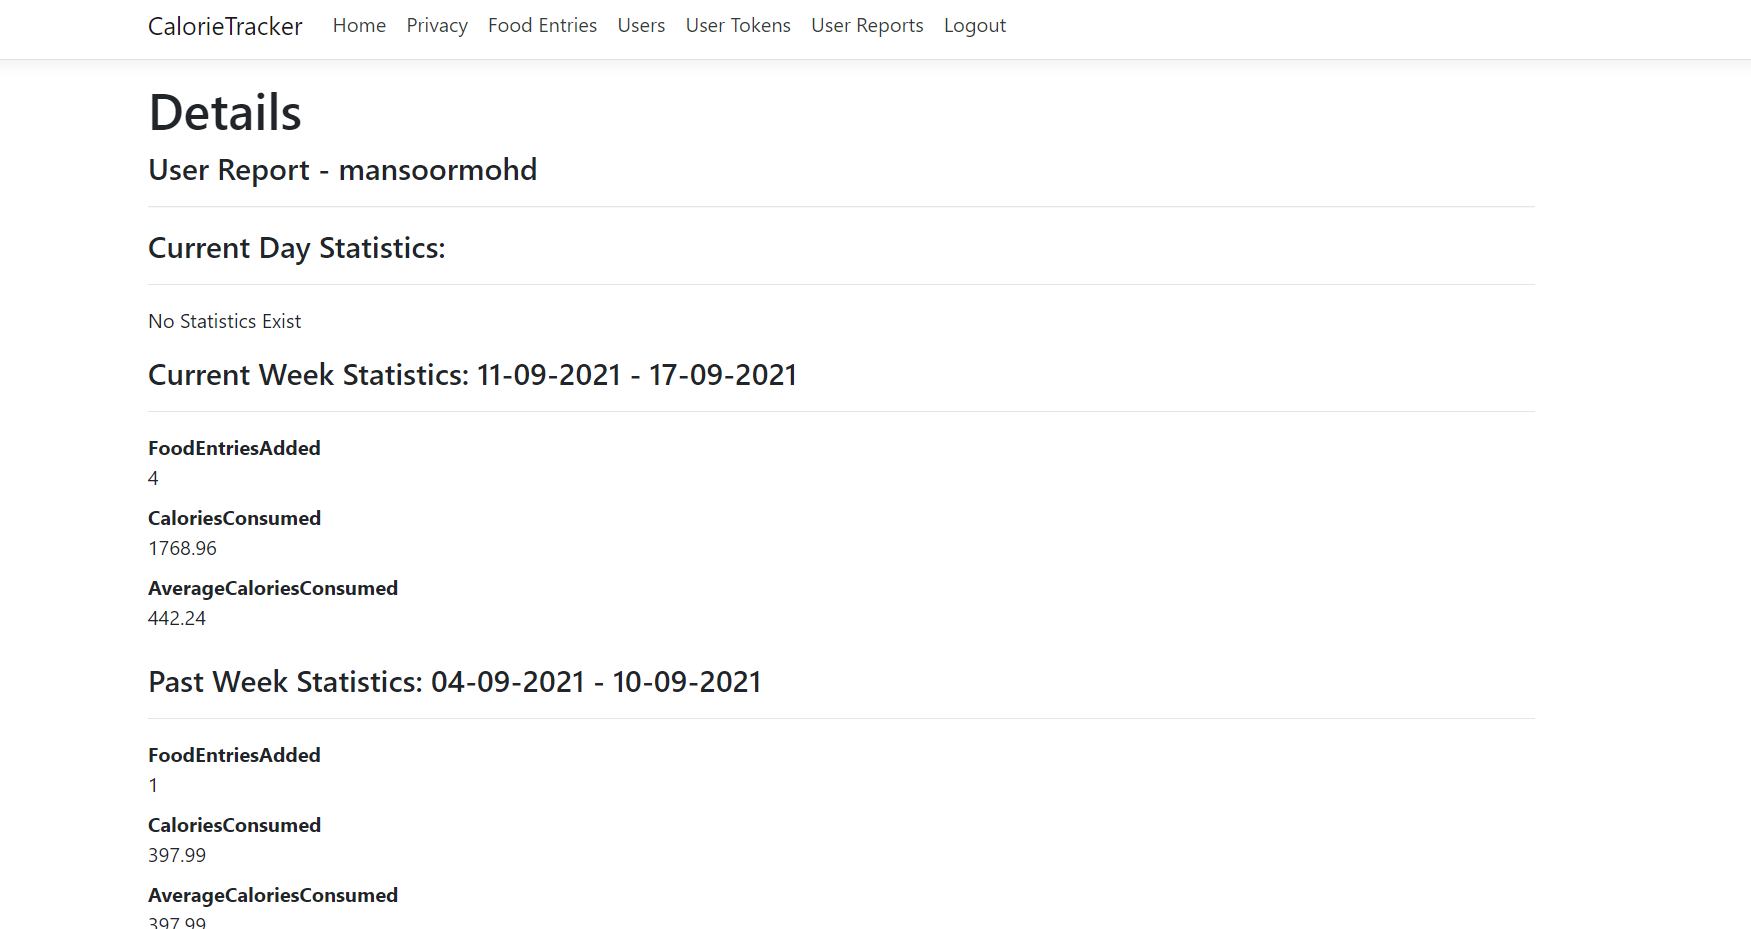 CalorieTracker Home Privacy Food Entries Users User Tokens User Reports Logout
Details
User Report - mansoormohd
Current Day Statistics:
No Statistics Exist
Current Week Statistics: 11-09-2021 - 17-09-2021
FoodEntriesAdded
4
CaloriesConsumed
1768.96
AverageCaloriesConsumed
442.24
Past Week Statistics: 04-09-2021 - 10-09-2021
FoodEntriesAdded
1
CaloriesConsumed
397.99
AverageCaloriesConsumed
397.99